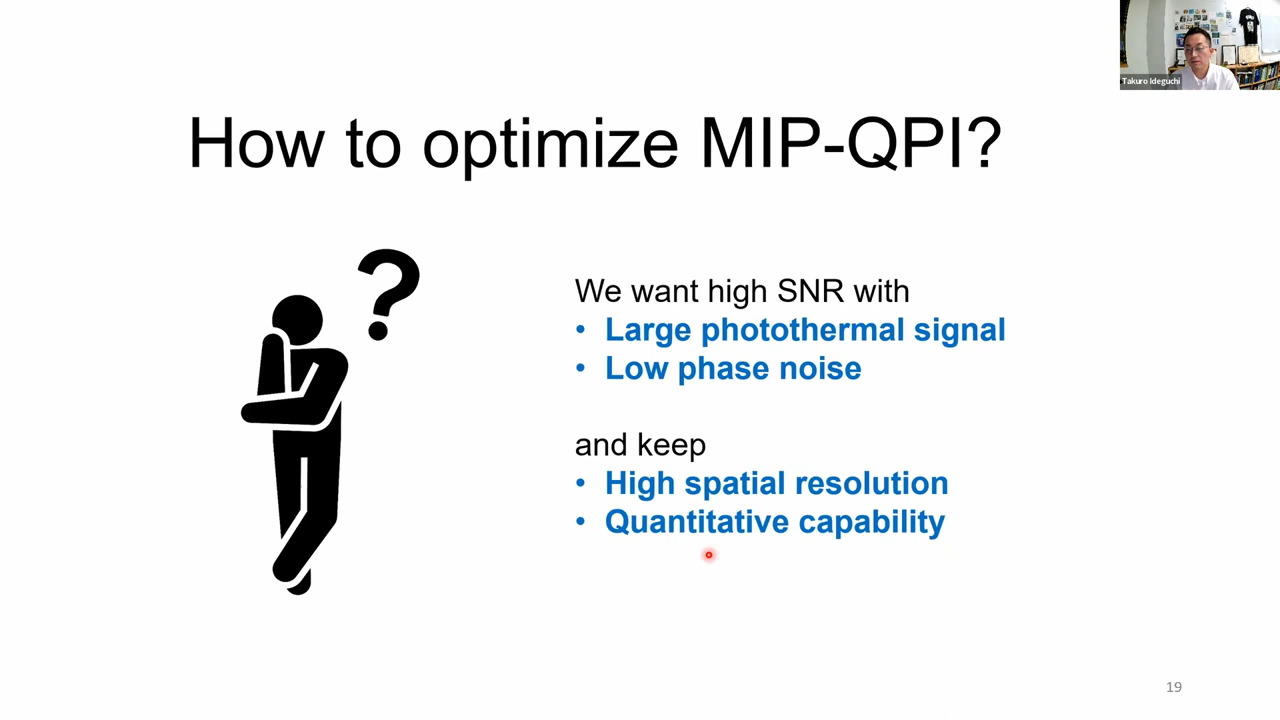 Takuro Ideguchi
How to optimize MIP-QPI?
?
We want high SNR with
• Large photothermal signal
• Low phase noise
and keep
• High spatial resolution
• Quantitative capability
19